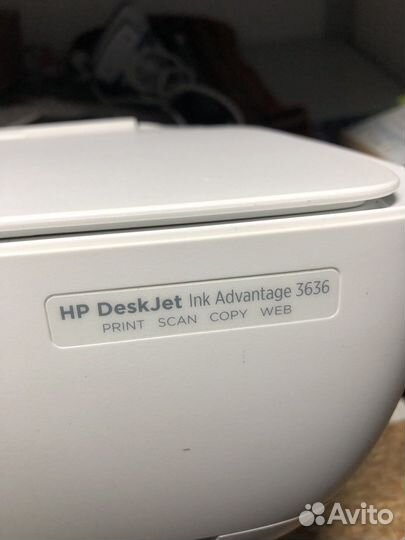 HP DeskJet Ink Advantage 3636
PRINT SCAN COPY WEB
Avito